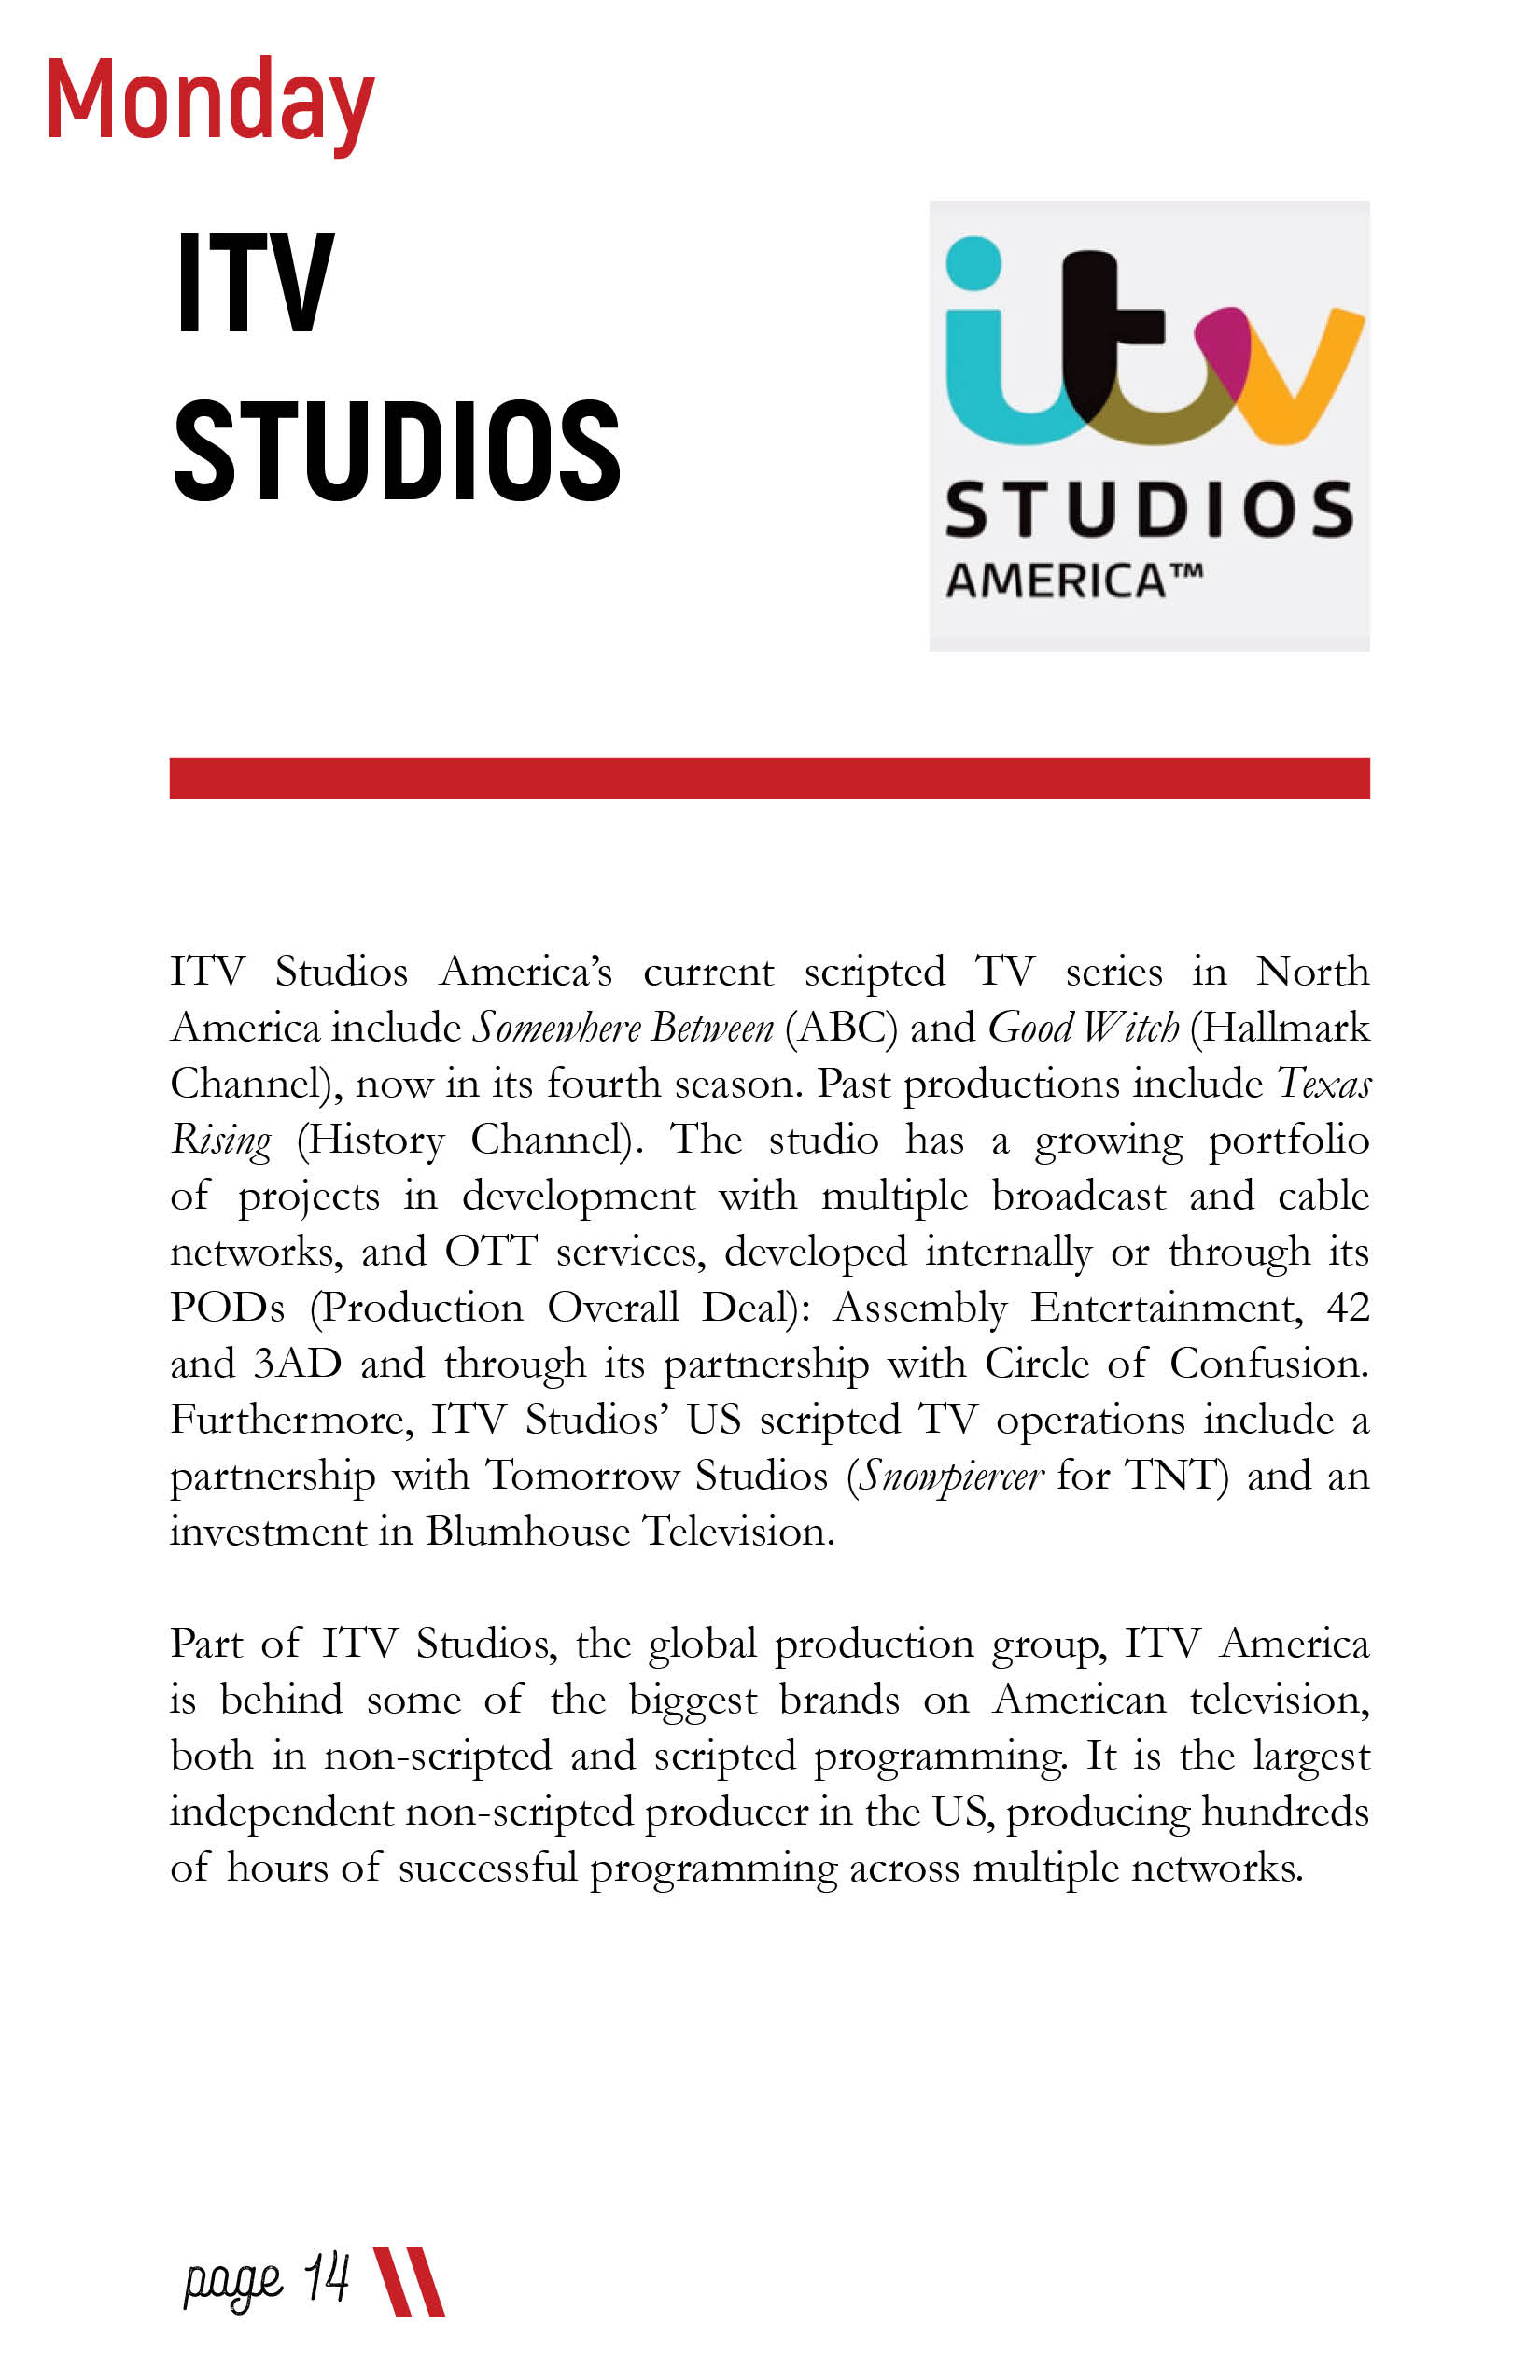 Monday
ITV
STUDIOS
itv
STUDIOS
AMERICA™
ITV Studios America’s current scripted TV series in North
America include Somewhere Between (ABC) and Good Witch (Hallmark
Channel), now in its fourth season. Past productions include Texas
Rising (History Channel). The studio has a growing portfolio
of projects in development with multiple broadcast and cable
networks, and OTT services, developed internally or through its
PODs (Production Overall Deal): Assembly Entertainment, 42
and 3AD and through its partnership with Circle of Confusion.
Furthermore, ITV Studios’ US scripted TV operations include a
partnership with Tomorrow Studios (Snowpiercer for TNT) and an
investment in Blumhouse Television.
Part of ITV Studios, the global production group, ITV America
is behind some of the biggest brands on American television,
both in non-scripted and scripted programming. It is the largest
independent non-scripted producer in the US, producing hundreds
of hours of successful programming across multiple networks.
page 14